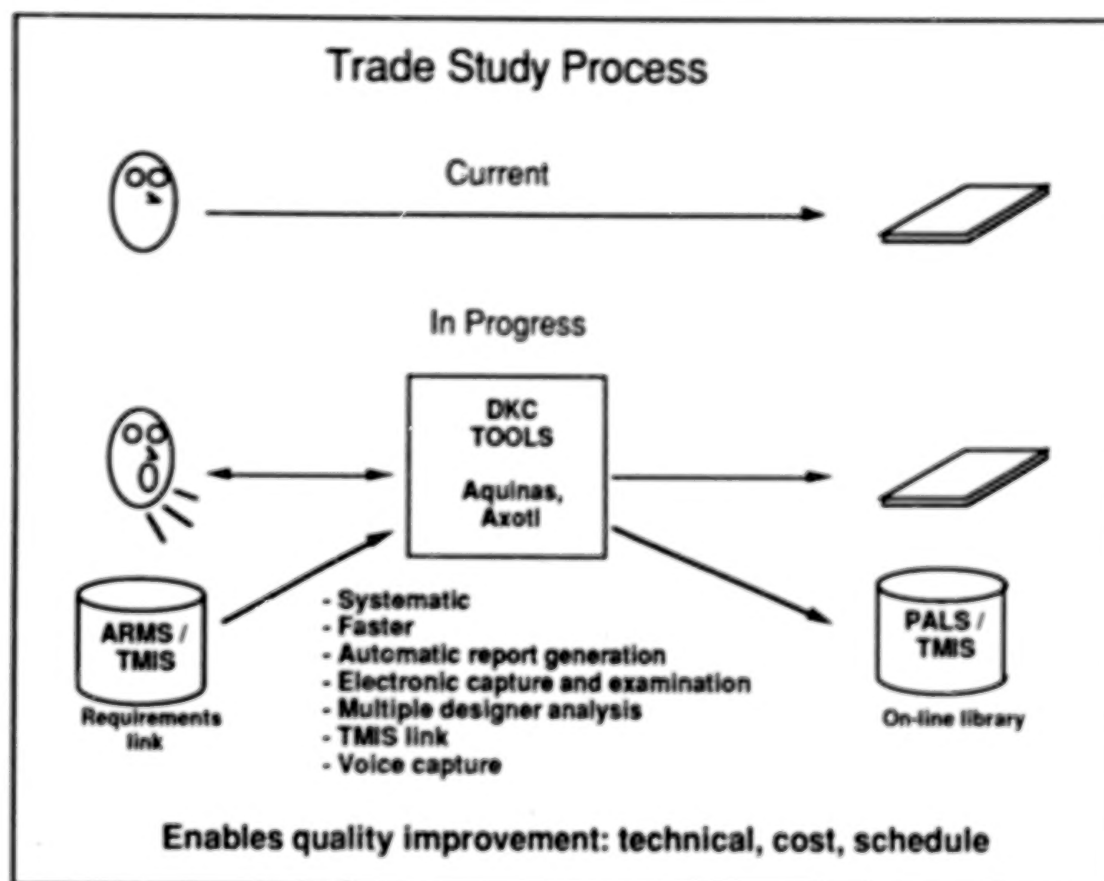 Trade Study Process
Current
In Progress
DKC
TOOLS
Aquinas,
Axotl
ARMS /
TMIS
Requirements
link
- Systematic
- Faster
- Automatic report generation
- Electronic capture and examination
- Multiple designer analysis
- TMIS link
- Voice capture
PALS /
TMIS
On-line library
Enables quality improvement: technical, cost, schedule